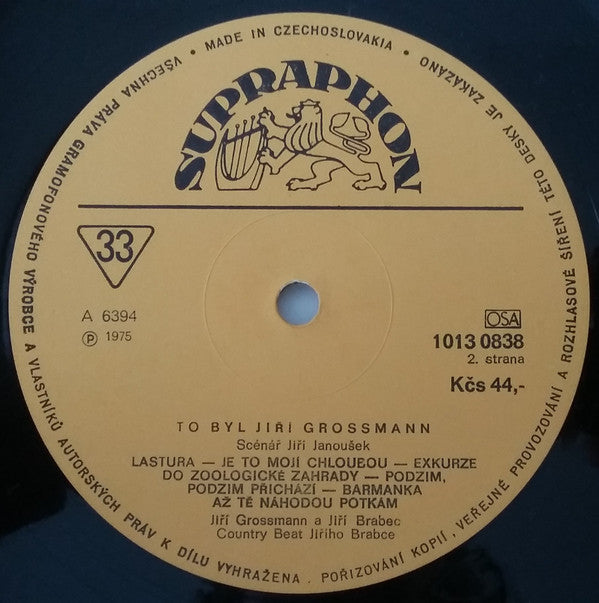 VŠECHNA PRÁVA GRAMOFONOVÉHO VÝROBCE A VLASTNÍKŮ AUTORSKÝCH PRÁV K DÍLU VYHRAŽENA . POŘIZOVÁNÍ KOPIÍ , VEŘEJNÉ PROVOZOVÁNÍ A ROZHLASOVÉ ŠÍŘENÍ TÉTO DESKY JE ZAKÁZÁNO • MADE IN CZECHOSLOVAKIA •
SUPRAPHON
33
A 6394
Ⓟ 1975
OSA
1013 0838
2. strana
Kčs 44,-
TO BYL JIŘÍ GROSSMANN
Scénář Jiří Janoušek
LASTURA — JE TO MOJÍ CHLOUBOU — EXKURZE
DO ZOOLOGICKÉ ZAHRADY — PODZIM,
PODZIM PŘICHÁZÍ — BARMANKA
AŽ TĚ NÁHODOU POTKÁM
Jiří Grossmann a Jiří Brabec
Country Beat Jiřího Brabce